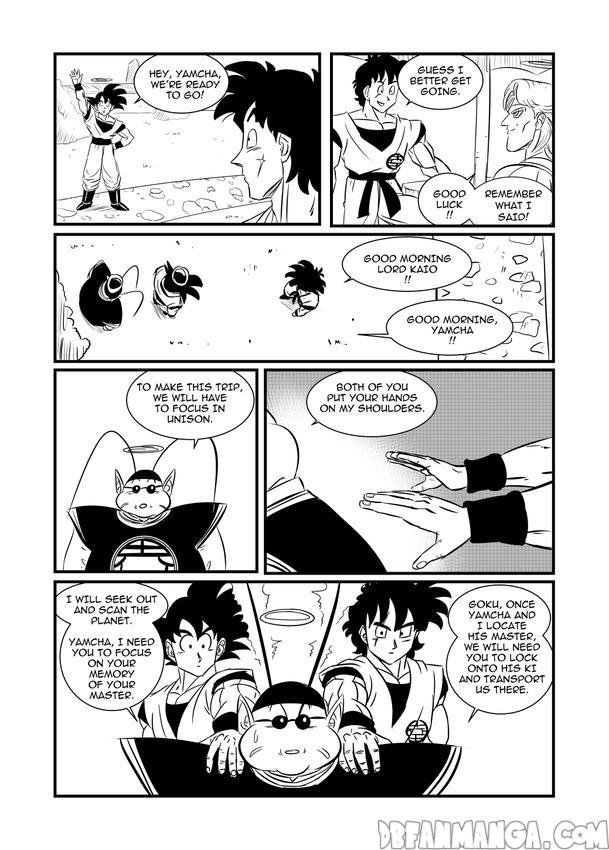 HEY, YAMCHA,
WE'RE READY
TO GO!
GUESS I
BETTER GET
GOING.
GOOD
LUCK
!!
REMEMBER
WHAT I
SAID!
GOOD MORNING
LORD KAIO
!!
GOOD MORNING,
YAMCHA
TO MAKE THIS TRIP,
WE WILL HAVE
TO FOCUS IN
UNISON.
BOTH OF YOU
PUT YOUR HANDS
ON MY SHOULDERS.
I WILL SEEK OUT
AND SCAN THE
PLANET.
YAMCHA, I NEED
YOU TO FOCUS
ON YOUR
MEMORY
OF YOUR
MASTER.
GOKU, ONCE
YAMCHA AND
I LOCATE
HIS MASTER,
WE WILL NEED
YOU TO LOCK
ONTO HIS KI
AND TRANSPORT
US THERE.
DBFANMANGA.COM